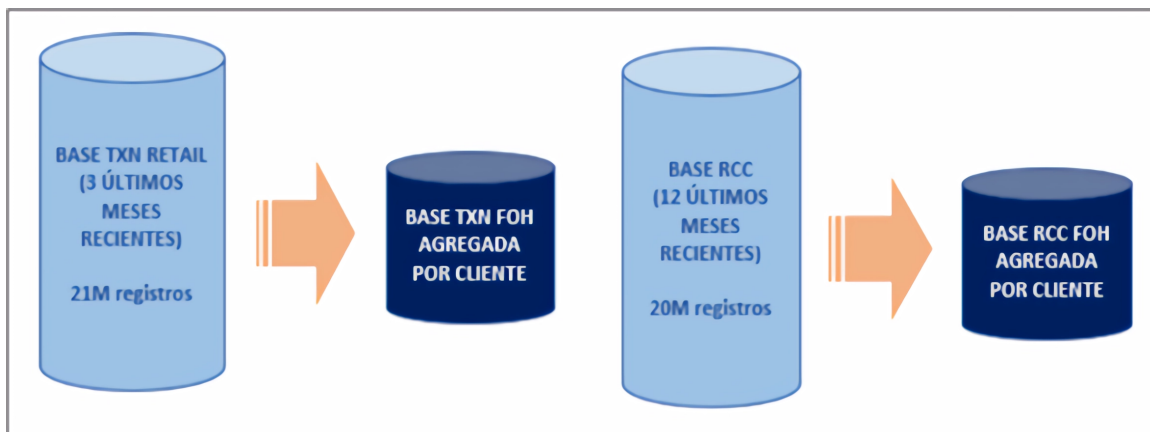 BASE TXN RETAIL
(3 ÚLTIMOS
MESES
RECIENTES)
21M registros
BASE TXN FOH
AGREGADA
POR CLIENTE
BASE RCC
(12 ÚLTIMOS
MESES
RECIENTES)
20M registros
BASE RCC FOH
AGREGADA
POR CLIENTE